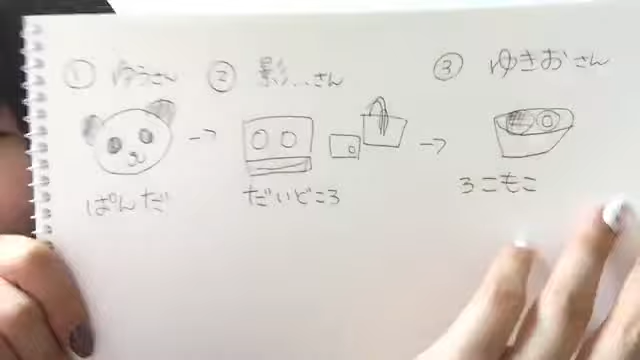 ① ゆうさん ② 影..さん ③ ゆきおさん
ぱんだ → だいどころ → ろこもこ